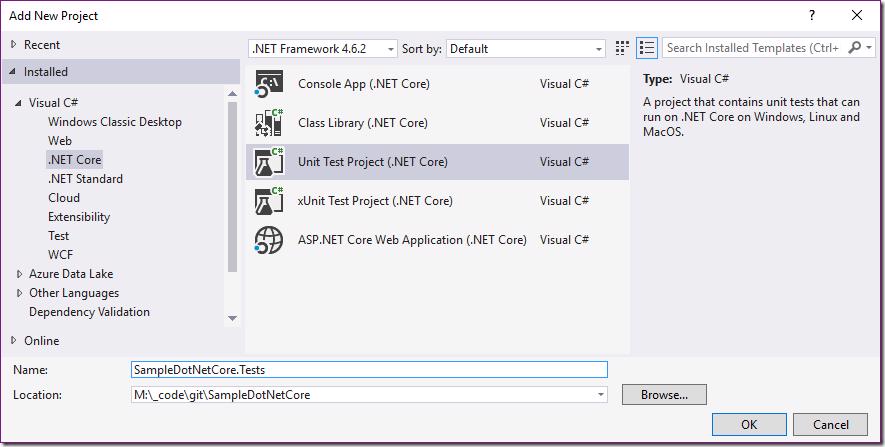 Add New Project
? ×
Recent
.NET Framework 4.6.2 Sort by: Default
Search Installed Templates (Ctrl+
Installed
Visual C#
Windows Classic Desktop
Web
.NET Core
.NET Standard
Cloud
Extensibility
Test
WCF
Azure Data Lake
Other Languages
Dependency Validation
Online
C:\ Console App (.NET Core) Visual C#
C# Class Library (.NET Core) Visual C#
C# Unit Test Project (.NET Core) Visual C#
C# xUnit Test Project (.NET Core) Visual C#
ASP.NET Core Web Application (.NET Core) Visual C#
Type: Visual C#
A project that contains unit tests that can
run on .NET Core on Windows, Linux and
MacOS.
Name: SampleDotNetCore.Tests
Location: M:\_code\git\SampleDotNetCore
Browse...
OK Cancel